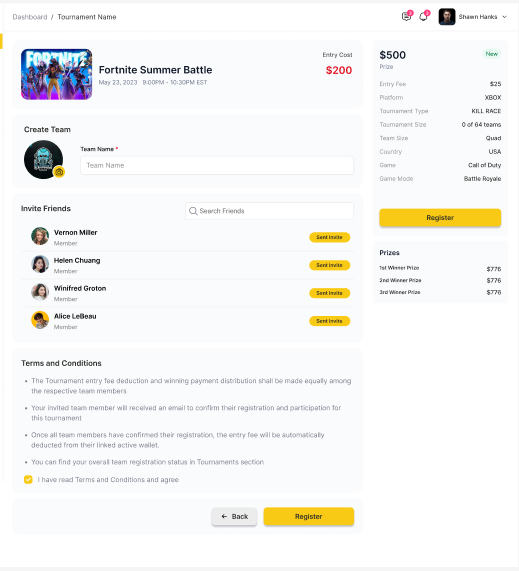 Dashboard / Tournament Name
Shawn Hanks
Fortnite Summer Battle
May 23, 2023 9:00PM - 10:30PM EST
Entry Cost
$200
Create Team
Team Name *
Team Name
Invite Friends
Search Friends
Vernon Miller
Member
Sent Invite
Helen Chuang
Member
Sent Invite
Winifred Groton
Member
Sent Invite
Alice LeBeau
Member
Sent Invite
Terms and Conditions
• The Tournament entry fee deduction and winning payment distribution shall be made equally among
the respective team members
• Your invited team member will received an email to confirm their registration and participation for
this tournament
• Once all team members have confirmed their registration, the entry fee will be automatically
deducted from their linked active wallet.
• You can find your overall team registration status in Tournaments section
I have read Terms and Conditions and agree
← Back
Register
$500
New
Prize
Entry Fee $25
Platform XBOX
Tournament Type KILL RACE
Tournament Size 0 of 64 teams
Team Size Quad
Country USA
Game Call of Duty
Game Mode Battle Royale
Register
Prizes
1st Winner Prize $776
2nd Winner Prize $776
3rd Winner Prize $776